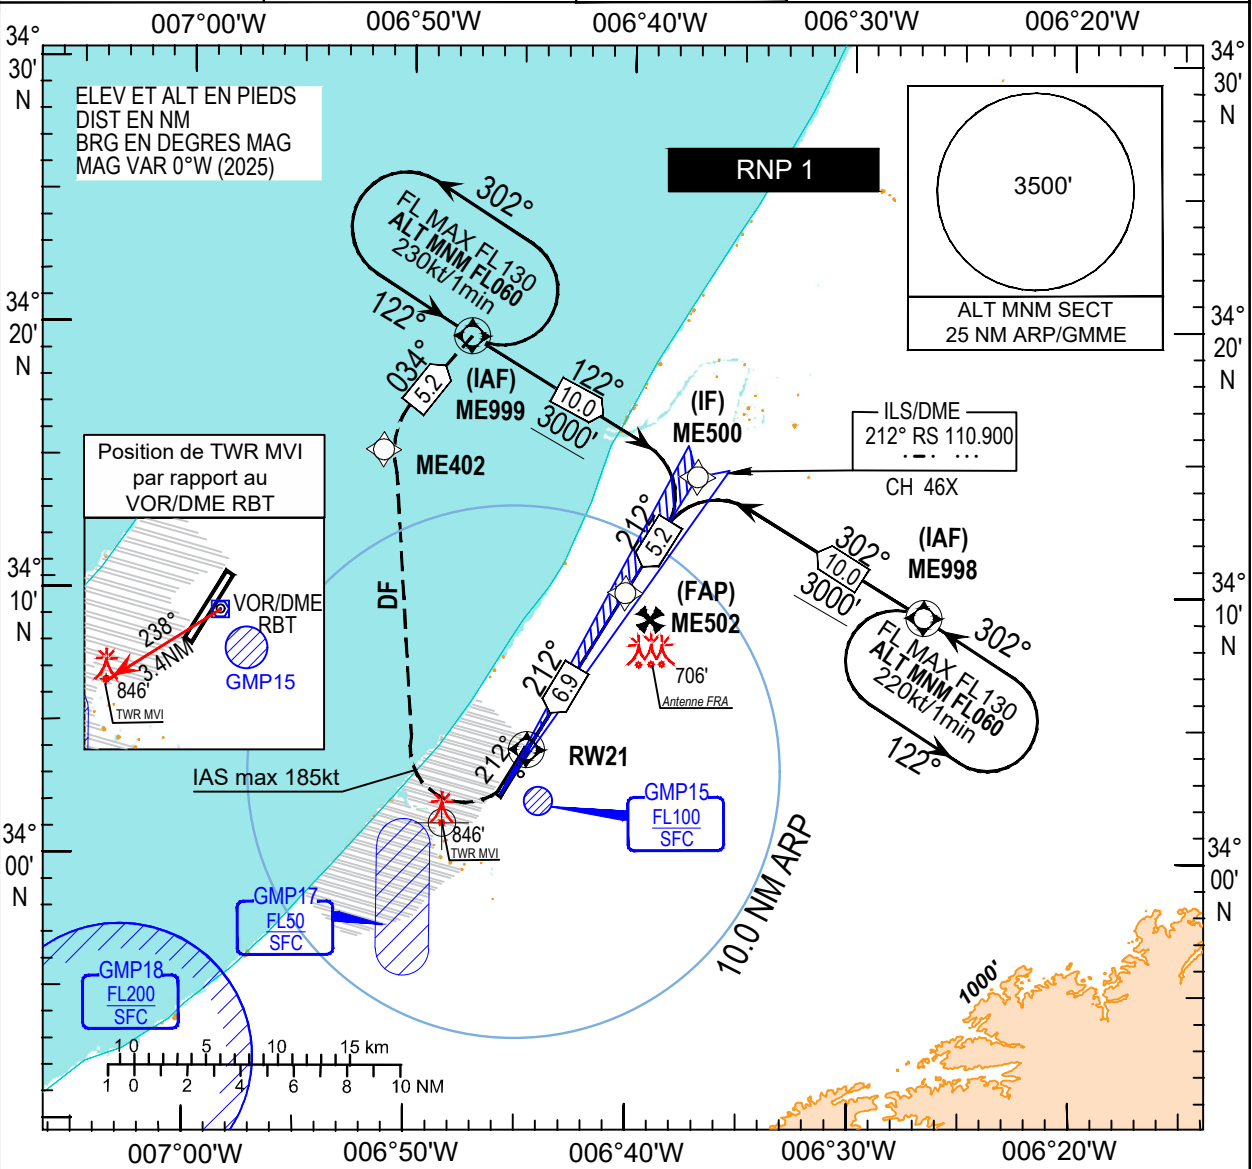 007°00'W
006°50'W
006°40'W
006°30'W
006°20'W
34°
30'
N
34°
30'
N
ELEV ET ALT EN PIEDS
DIST EN NM
BRG EN DEGRES MAG
MAG VAR 0°W (2025)
RNP 1
3500'
ALT MNM SECT
25 NM ARP/GMME
302°
FL MAX FL130
ALT MNM FL060
230kt/1min
122°
34°
20'
N
34°
20'
N
034°
5.2
(IAF)
ME999
122°
10.0
3000'
(IF)
ME500
ILS/DME
212° RS 110.900
CH 46X
ME402
Position de TWR MVI
par rapport au
VOR/DME RBT
VOR/DME
RBT
238°
3.4NM
846'
TWR MVI
GMP15
212°
5.2
302°
10.0
3000'
(IAF)
ME998
34°
10'
N
34°
10'
N
DF
(FAP)
ME502
706'
Antenne FRA
302°
FL MAX FL130
ALT MNM FL060
220kt/1min
122°
212°
6.9
212°
RW21
IAS max 185kt
GMP15
FL100
SFC
846'
TWR MVI
34°
00'
N
34°
00'
N
GMP17
FL50
SFC
10.0 NM ARP
GMP18
FL200
SFC
1000'
1 0 5 10 15 km
1 0 2 4 6 8 10 NM
007°00'W
006°50'W
006°40'W
006°30'W
006°20'W